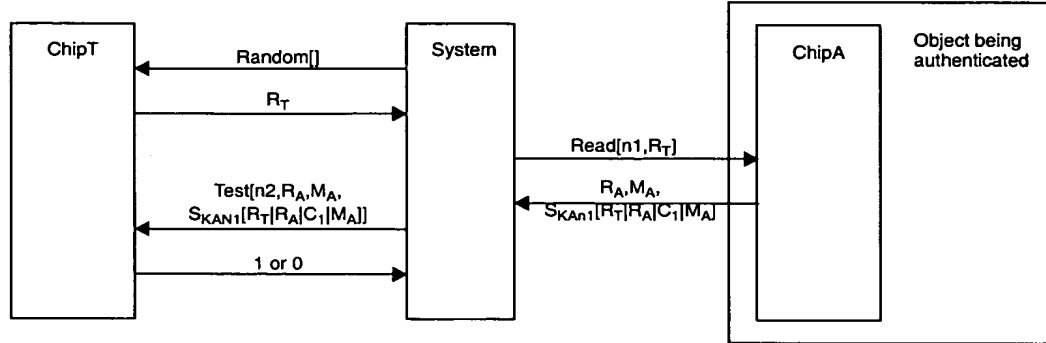 ChipT
System
ChipA
Object being
authenticated
Random[]
R_T
Read[n1,R_T]
Test[n2,R_A,M_A,
S_KAN1[R_T|R_A|C_1|M_A]]
R_A,M_A,
S_KAn1[R_T|R_A|C_1|M_A]
1 or 0